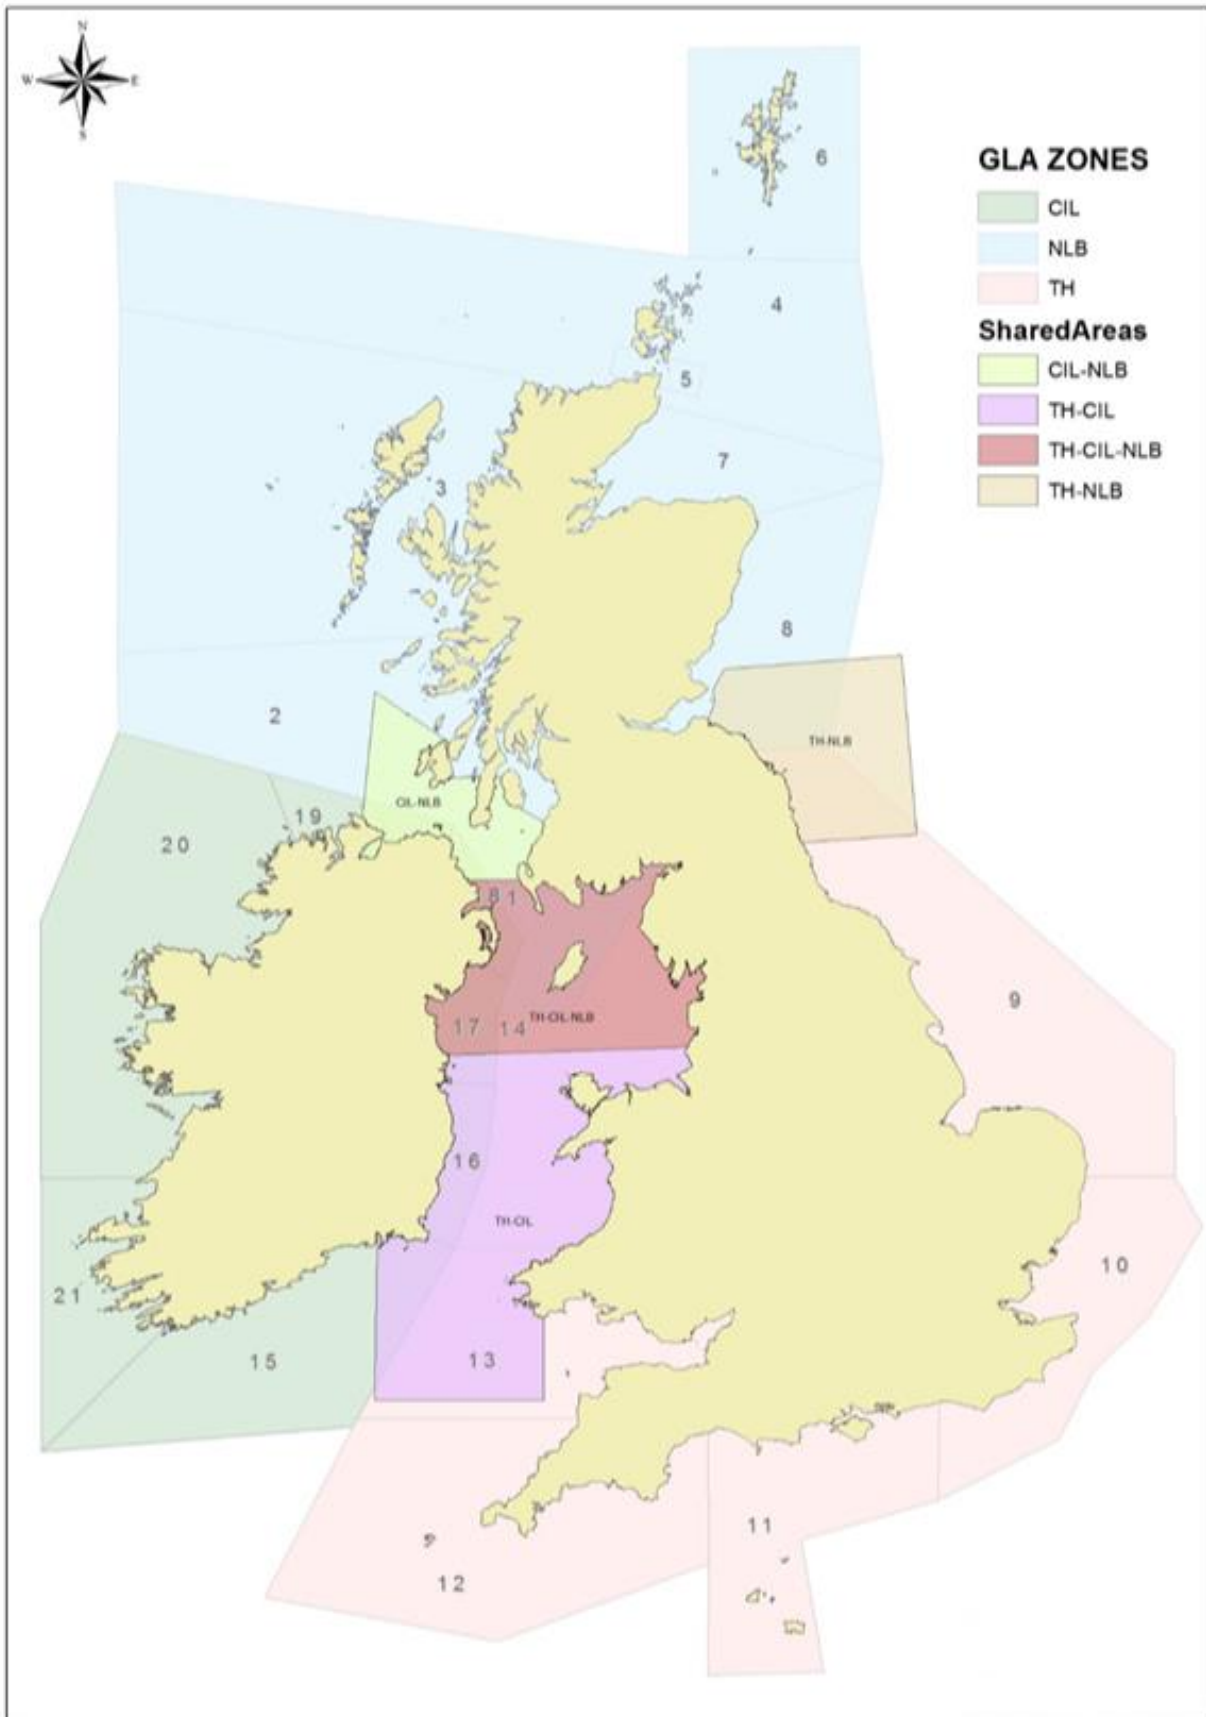 N
W E
S
6
GLA ZONES
CIL
NLB
TH
SharedAreas
CIL-NLB
TH-CIL
TH-CIL-NLB
TH-NLB
4
5
7
3
8
2
TH-NLB
CIL-NLB
19
20
8 1
9
17 14 TH-CIL-NLB
16
TH-CIL
10
21
15
13
11
12